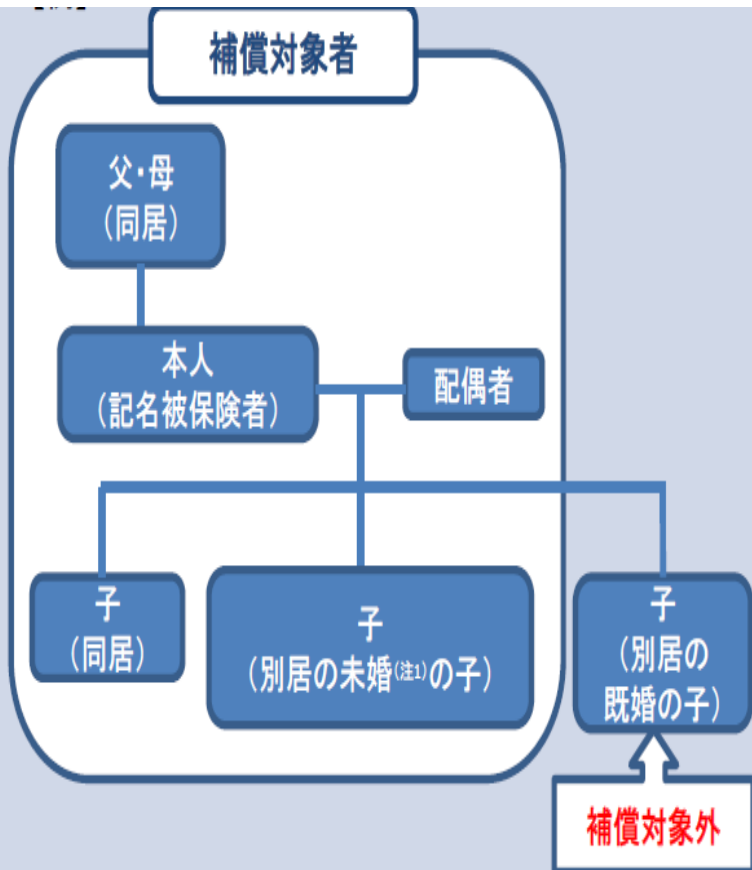 補償対象者
父・母
（同居）
本人
（記名被保険者）
配偶者
子
（同居）
子
（別居の未婚(注1)の子）
子
（別居の
既婚の子）
補償対象外